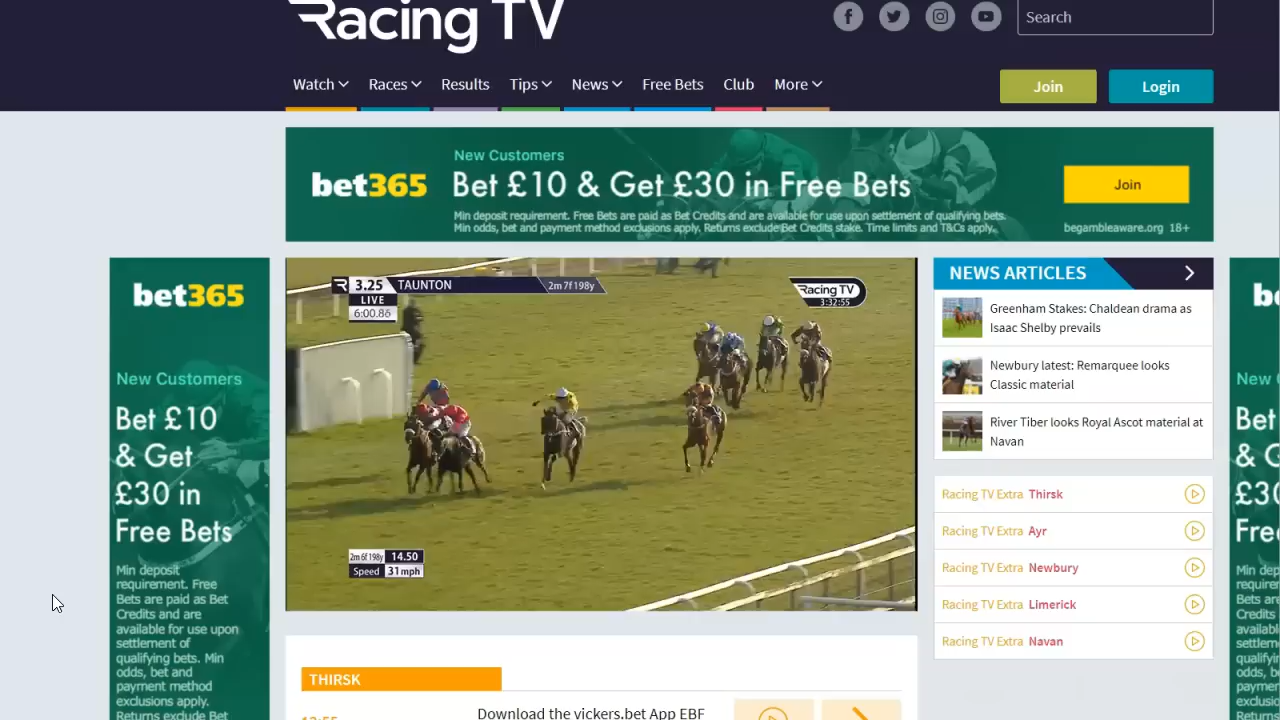 Racing TV
Search
Watch
Races
Results
Tips
News
Free Bets
Club
More
Join
Login
bet365
New Customers
Bet £10 & Get £30 in Free Bets
Min deposit requirement. Free Bets are paid as Bet Credits and are available for use upon settlement of qualifying bets.
Min odds, bet and payment method exclusions apply. Returns exclude Bet Credits stake. Time limits and T&Cs apply.
Join
begambleaware.org 18+
bet365
New Customers
Bet £10
& Get
£30 in
Free Bets
Min deposit
requirement. Free
Bets are paid as Bet
Credits and are
available for use upon
settlement of
qualifying bets. Min
odds, bet and
payment method
exclusions apply.
Returns exclude Bet
3.25 TAUNTON 2m 7f 198y
LIVE
6:00.86
Racing TV
3:32:55
2m 6f 198y 14.50
Speed 31mph
THIRSK
Download the vickers.bet App EBF
NEWS ARTICLES
Greenham Stakes: Chaldean drama as
Isaac Shelby prevails
Newbury latest: Remarquee looks
Classic material
River Tiber looks Royal Ascot material at
Navan
Racing TV Extra Thirsk
Racing TV Extra Ayr
Racing TV Extra Newbury
Racing TV Extra Limerick
Racing TV Extra Navan